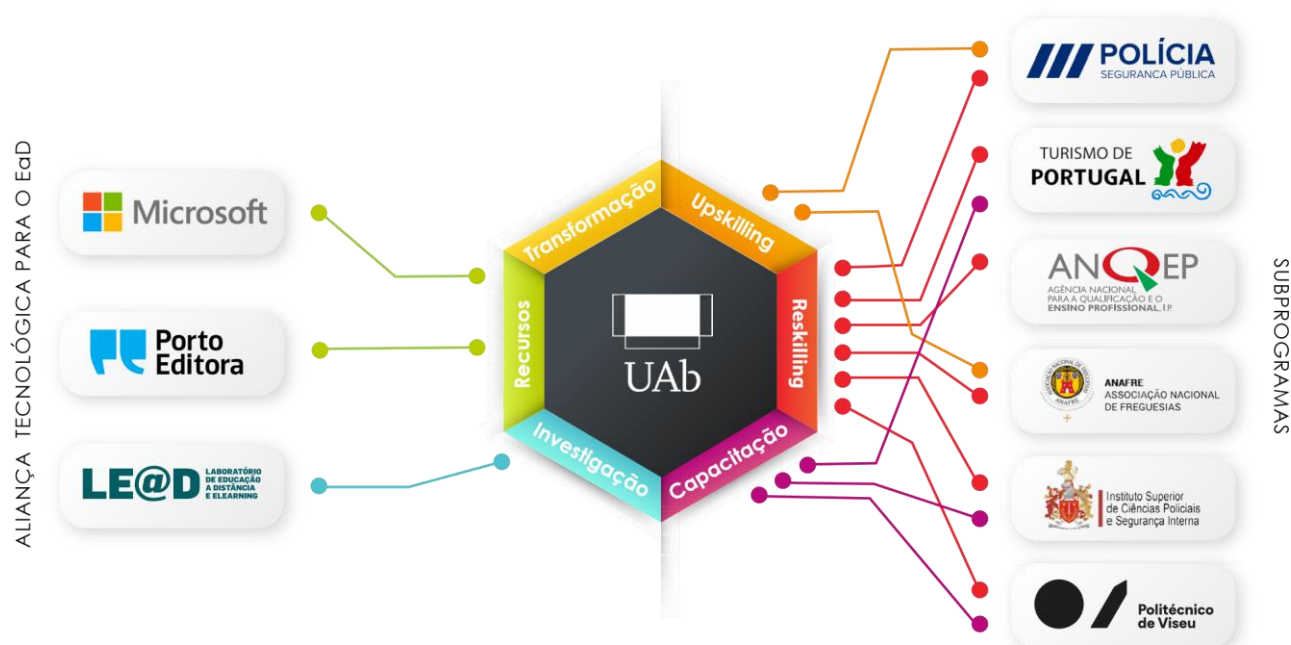 ALIANÇA TECNOLÓGICA PARA O EaD
Microsoft
Porto
Editora
LE@D
LABORATÓRIO
DE EDUCAÇÃO
A DISTÂNCIA
E ELEARNING
Transformação
Upskilling
Recursos
Reskilling
Investigação
Capacitação
UAb
POLÍCIA
SEGURANCA PÚBLICA
TURISMO DE
PORTUGAL
ANQEP
AGÊNCIA NACIONAL
PARA A QUALIFICAÇÃO E O
ENSINO PROFISSIONAL, I.P.
ANAFRE
ASSOCIAÇÃO NACIONAL
DE FREGUESIAS
Instituto Superior
de Ciências Policiais
e Segurança Interna
Politécnico
de Viseu
SUBPROGRAMAS